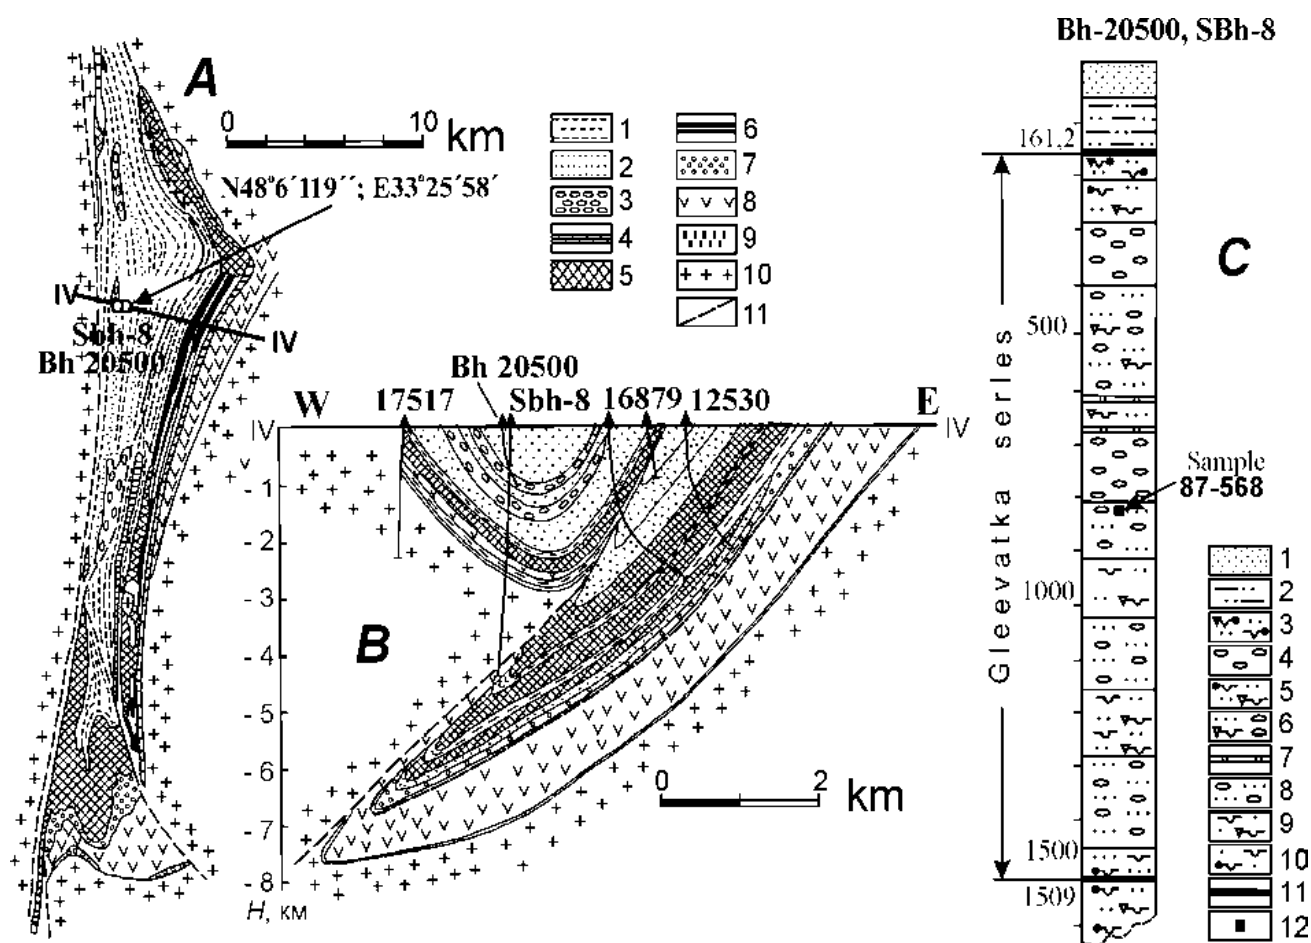 Bh-20500, SBh-8
A
0 10 km
N48°6´119´´; E33°25´58´
1
2
3
4
5
6
7
8
9
10
11
IV
Sbh-8
Bh 20500
IV
W
17517
Bh 20500
Sbh-8
16879
12530
E
IV
IV
- 1
- 2
- 3
- 4
- 5
- 6
- 7
- 8
H, км
B
0 2 km
C
161,2
500
1000
1500
1509
Gleevatka serles
Sample
87-568
1
2
3
4
5
6
7
8
9
10
11
12